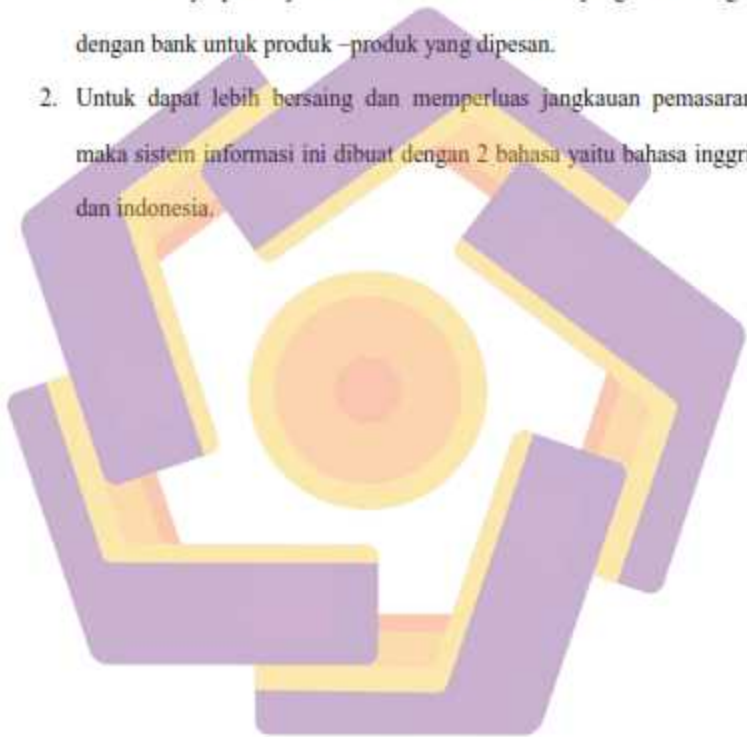 dengan bank untuk produk –produk yang dipesan.
2. Untuk dapat lebih bersaing dan memperluas jangkauan pemasaran
maka sistem informasi ini dibuat dengan 2 bahasa yaitu bahasa inggri
dan indonesia.